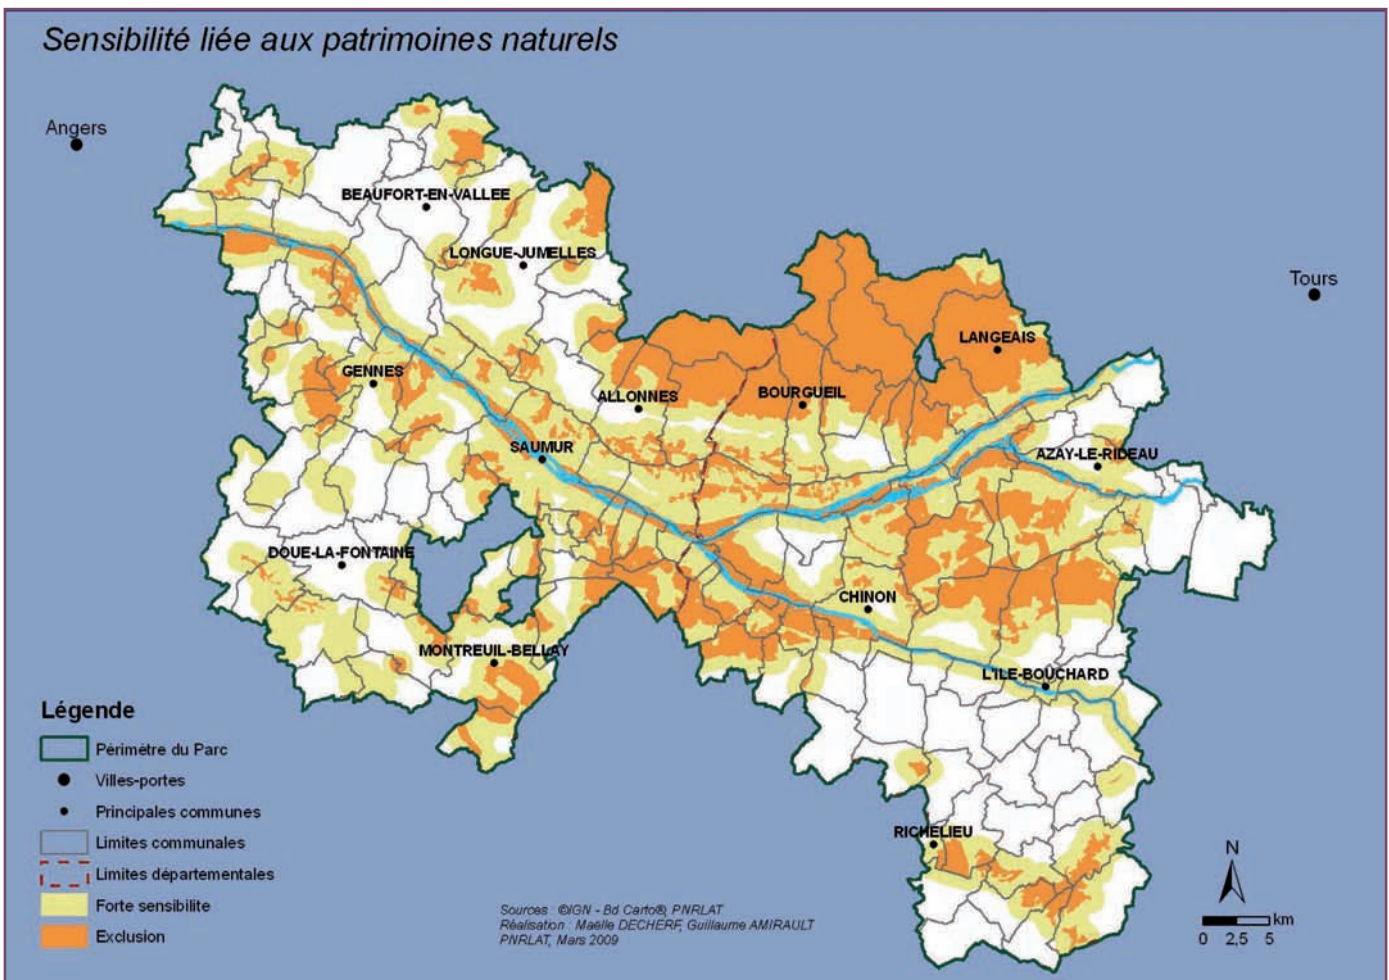 Sensibilité liée aux patrimoines naturels
Angers
BEAUFORT-EN-VALLEE
LONGUE-JUMELLES
Tours
LANGEAIS
GENNES
ALLONNES
BOURGUEIL
SAUMUR
AZAY-LE-RIDEAU
DOUE-LA-FONTAINE
CHINON
MONTREUIL-BELLAY
L'ILE-BOUCHARD
RICHELIEU
Légende
Périmètre du Parc
Villes-portes
Principales communes
Limites communales
Limites départementales
Forte sensibilite
Exclusion
Sources : ©IGN - Bd Carto®, PNRLAT
Réalisation : Maëlle DECHERF, Guillaume AMIRAULT
PNRLAT, Mars 2009
N
km
0 2,5 5